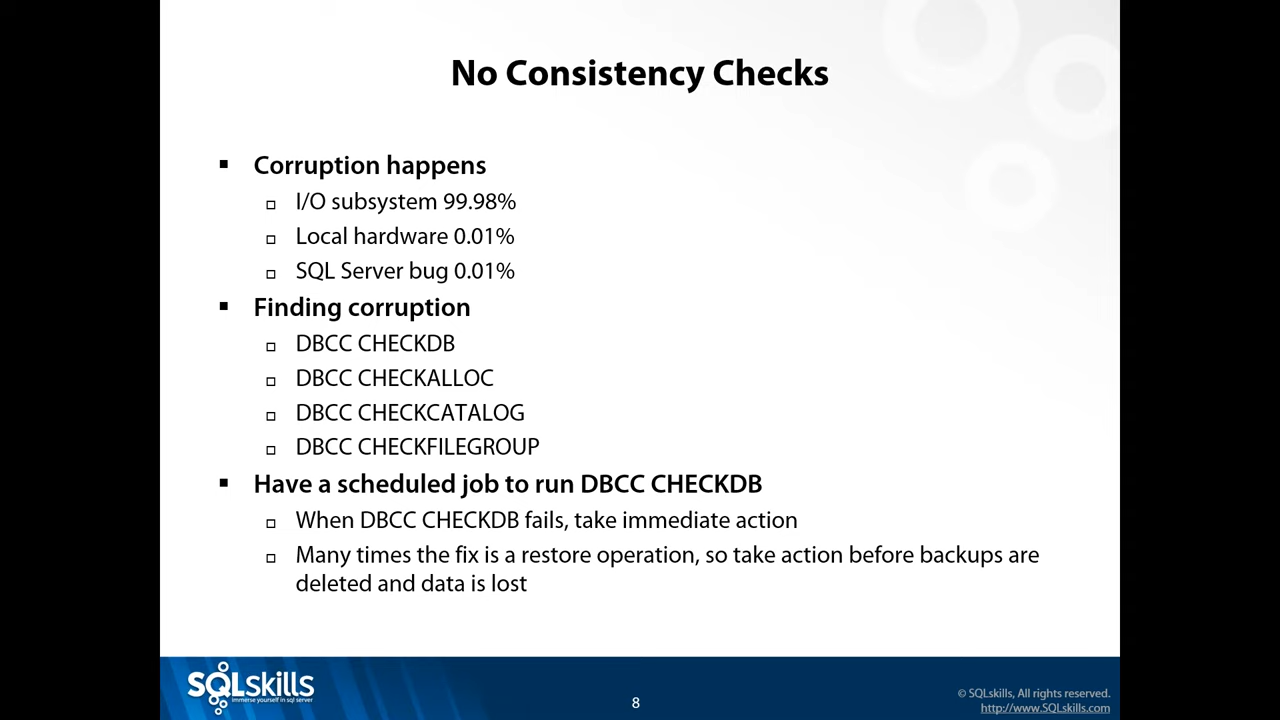 No Consistency Checks
Corruption happens
I/O subsystem 99.98%
Local hardware 0.01%
SQL Server bug 0.01%
Finding corruption
DBCC CHECKDB
DBCC CHECKALLOC
DBCC CHECKCATALOG
DBCC CHECKFILEGROUP
Have a scheduled job to run DBCC CHECKDB
When DBCC CHECKDB fails, take immediate action
Many times the fix is a restore operation, so take action before backups are
deleted and data is lost
SQLskills
immerse yourself in sql server
8
© SQLskills, All rights reserved.
http://www.SQLskills.com